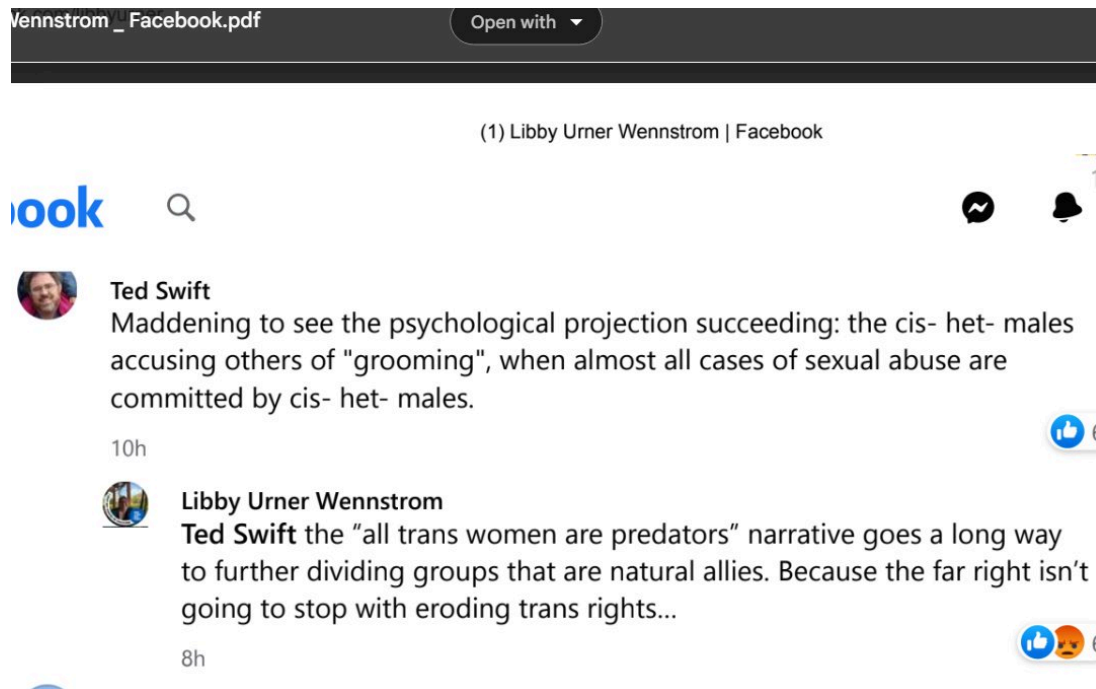 Wennstrom _ Facebook.pdf
Open with
(1) Libby Urner Wennstrom | Facebook
book
Ted Swift
Maddening to see the psychological projection succeeding: the cis- het- males
accusing others of "grooming", when almost all cases of sexual abuse are
committed by cis- het- males.
10h
Libby Urner Wennstrom
Ted Swift the “all trans women are predators” narrative goes a long way
to further dividing groups that are natural allies. Because the far right isn’t
going to stop with eroding trans rights...
8h